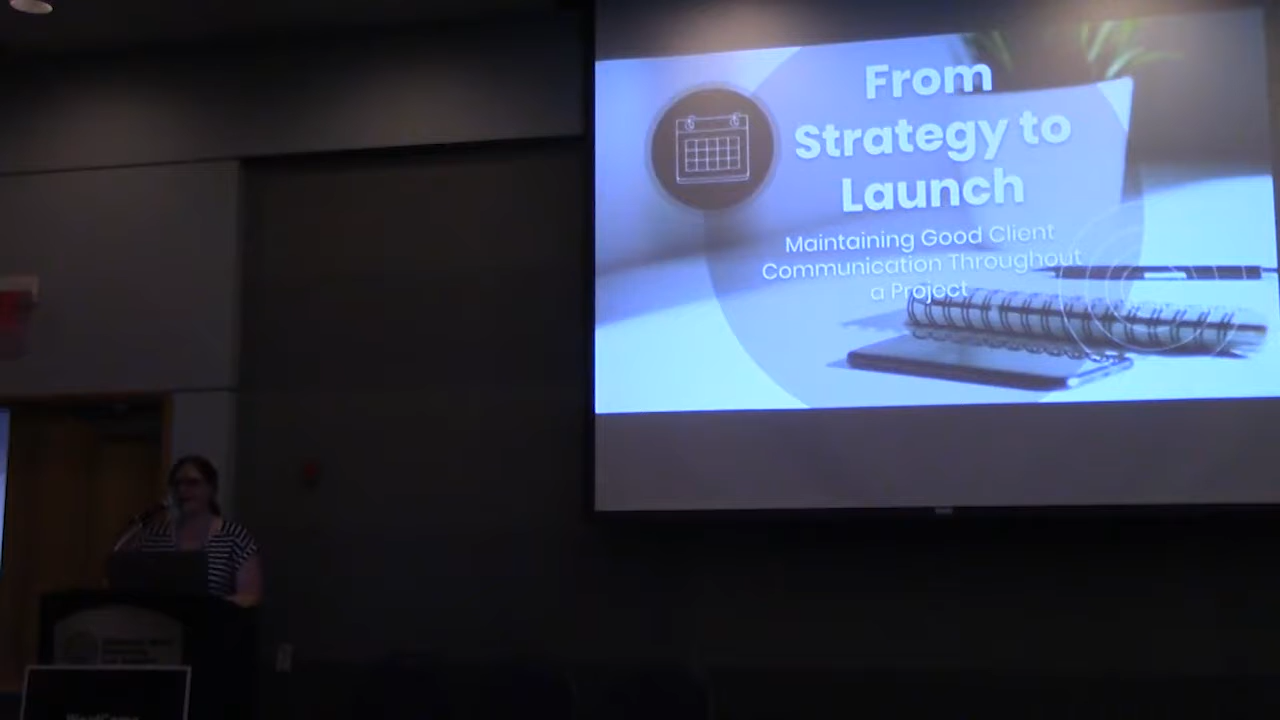 From
Strategy to
Launch
Maintaining Good Client
Communication Throughout
a Project